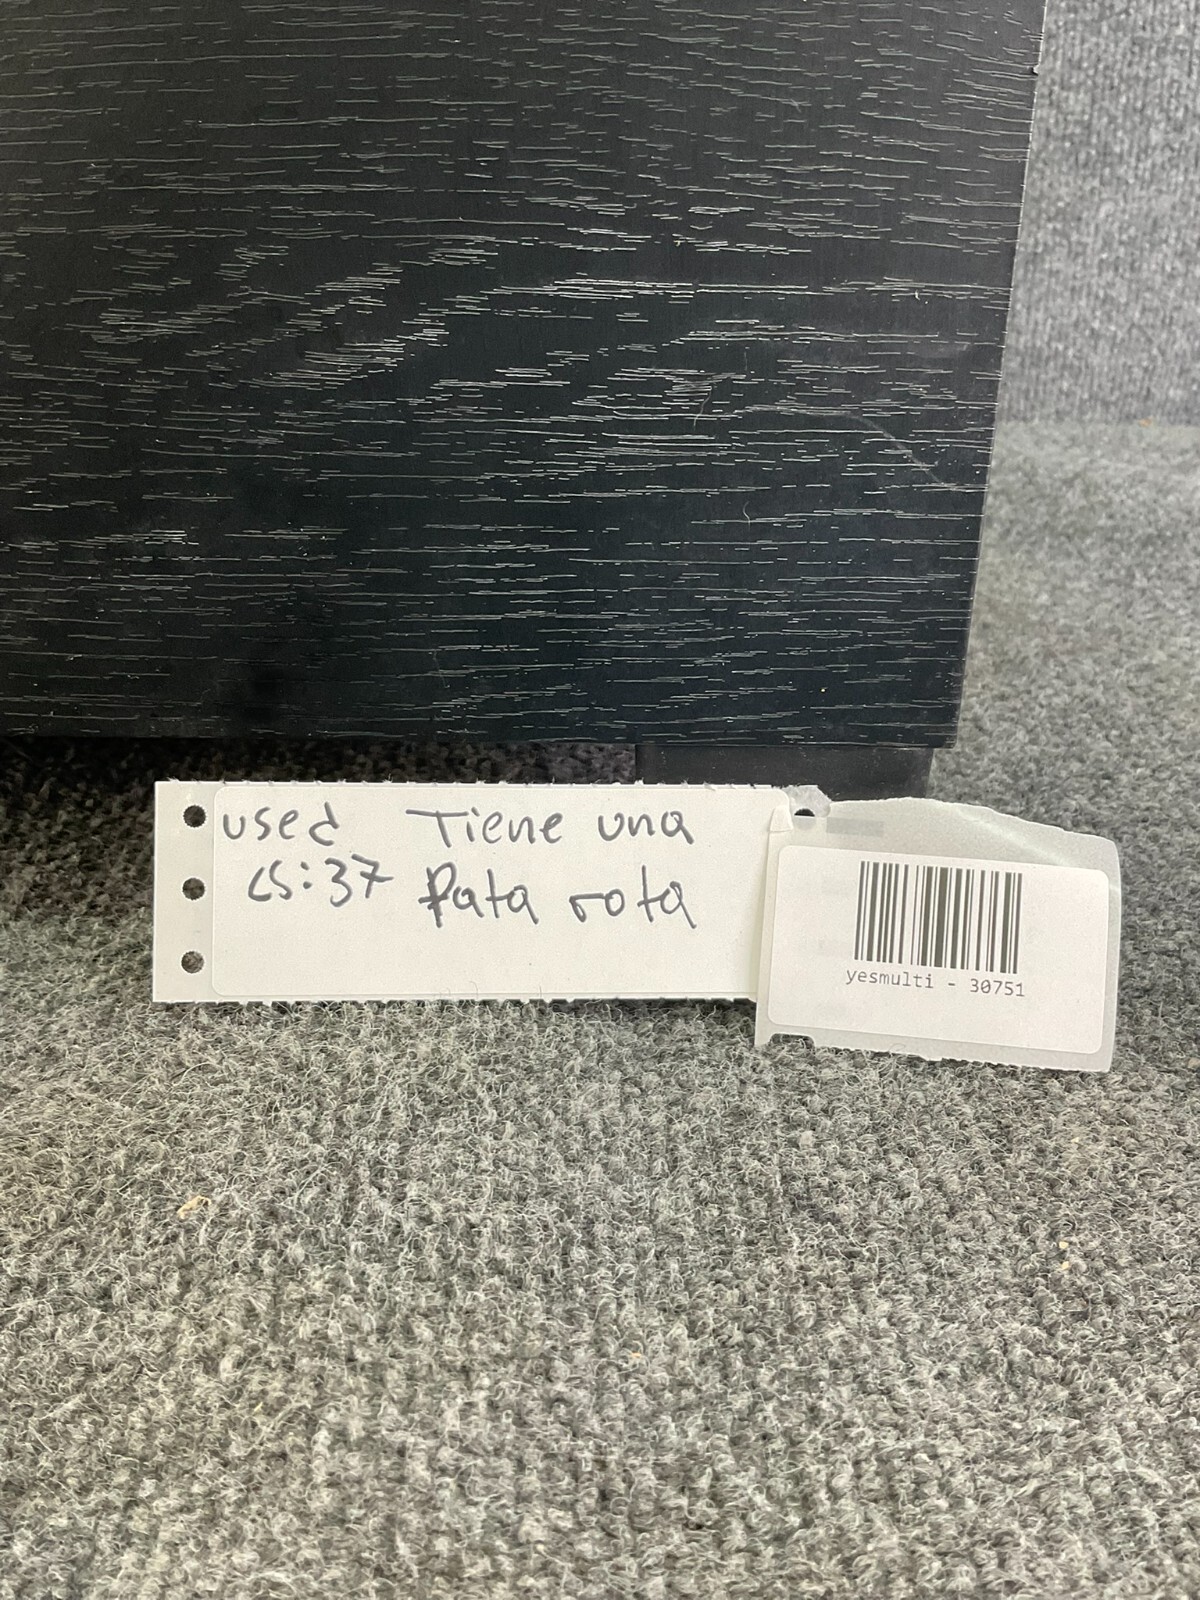 used Tiene una
cs:37 Pata rota
yesmulti - 30751